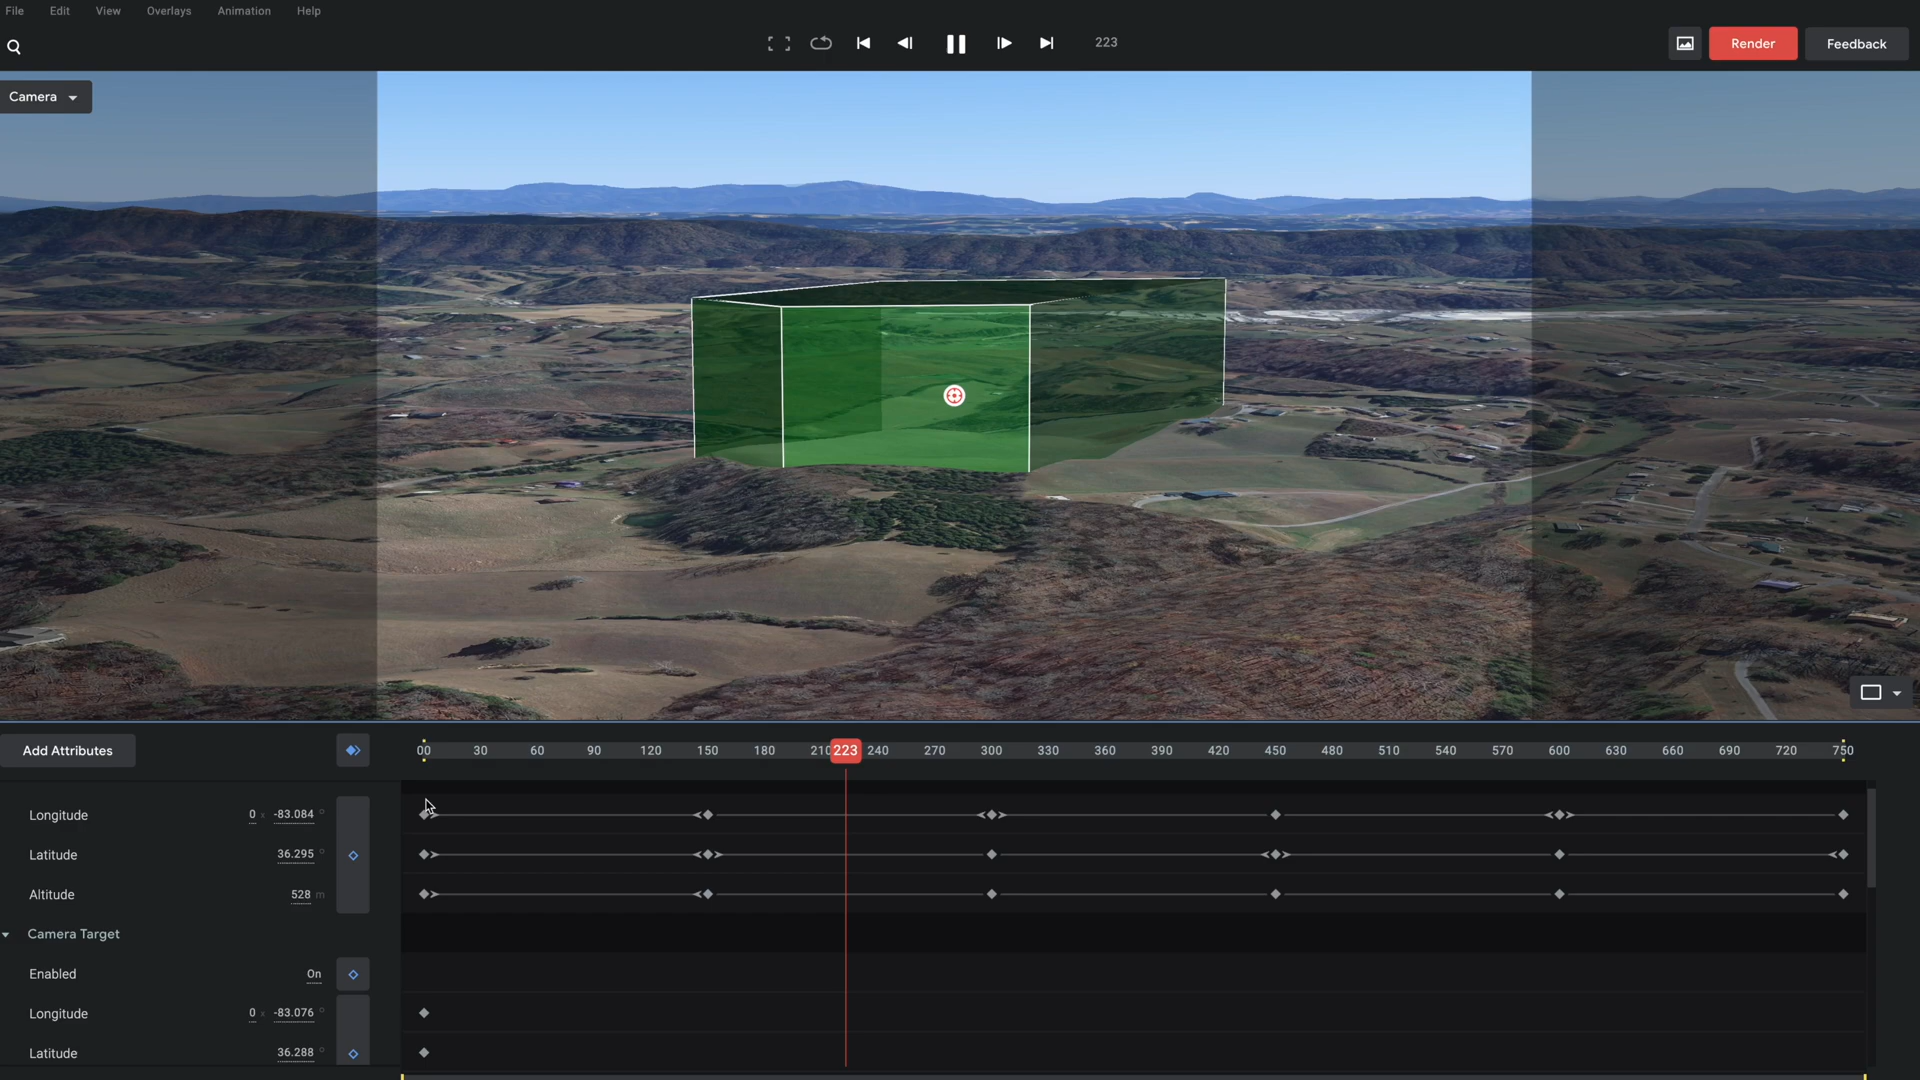 File Edit View Overlays Animation Help
223
Render
Feedback
Camera
Add Attributes
00 30 60 90 120 150 180 210 223 240 270 300 330 360 390 420 450 480 510 540 570 600 630 660 690 720 750
Longitude 0 x -83.084 °
Latitude 36.295 °
Altitude 528 m
Camera Target
Enabled On
Longitude 0 x -83.076 °
Latitude 36.288 °